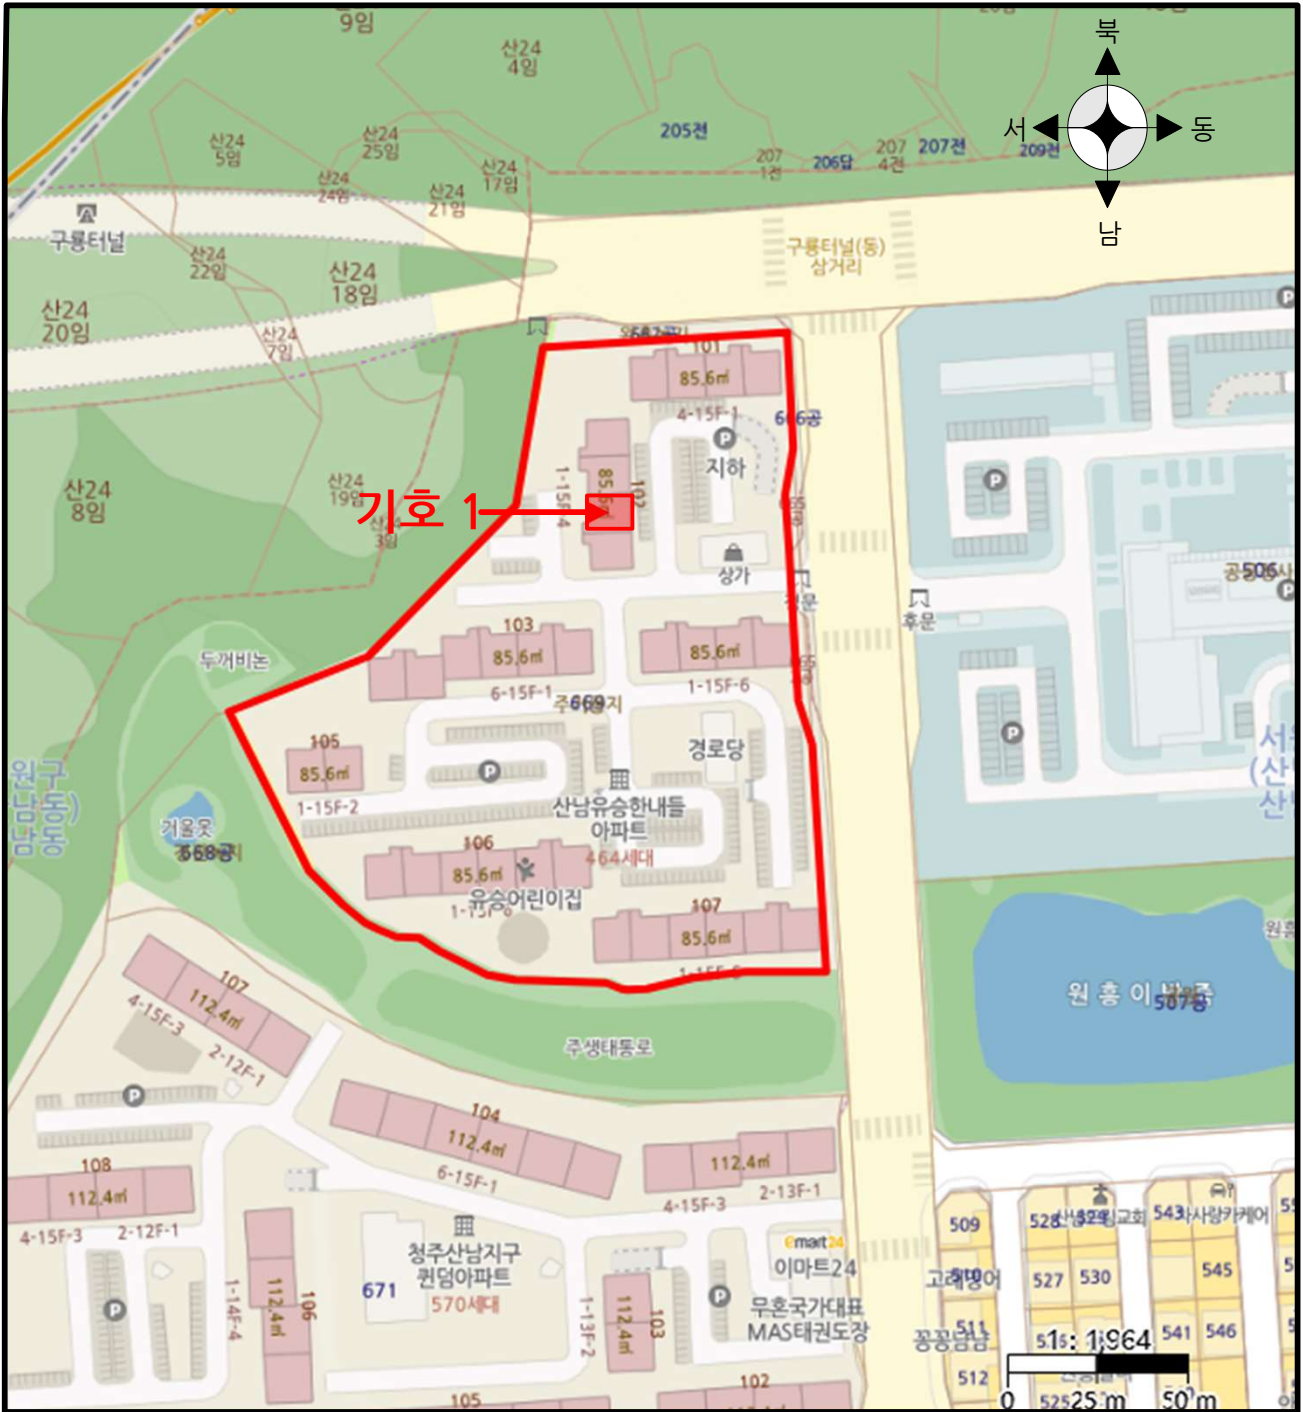 9임
산24
4임
북
서
동
남
205전
산24
5임
산24
25임
산24
17임
산24
24임
산24
21임
207
1전
206답
207
4전
207전
209전
구룡터널
산24
22임
산24
18임
구룡터널(동)
삼거리
산24
20임
산24
7임
101
85.6㎡
4-15F-1
지하
산24
8임
산24
19임
기호 1
85.6㎡
102
1-15F-4
상가
정문
후문
두꺼비논
103
85.6㎡
6-15F-1
85.6㎡
1-15F-6
669
경로당
105
85.6㎡
1-15F-2
산남유승한내들
아파트
464세대
거울못
668공
106
85.6㎡
유승어린이집
107
85.6㎡
506
원구
남동)
남동
주생태통로
107
112.4㎡
4-15F-3
2-12F-1
104
112.4㎡
6-15F-1
112.4㎡
4-15F-3
2-13F-1
108
112.4㎡
4-15F-3
2-12F-1
1-14F-4
112.4㎡
106
청주산남지구
퀸덤아파트
570세대
671
1-13F-2
112.4㎡
103
emart24
이마트24
무혼국가대표
MAS태권도장
105
102
509
528
527
530
543
545
541
546
512
1: 1,964
0
25 m
50 m